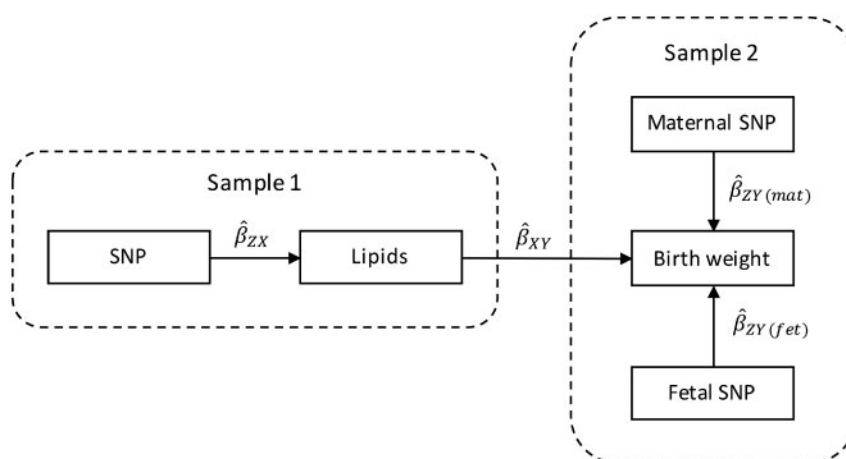 Sample 2
Maternal SNP
β̂ZY(mat)
Sample 1
SNP
β̂ZX
Lipids
β̂XY
Birth weight
β̂ZY(fet)
Fetal SNP